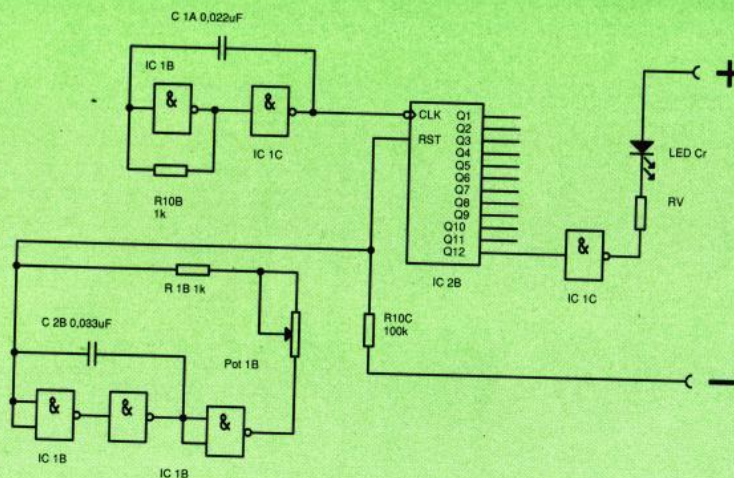 C 1A 0,022uF
IC 1B
&
&
IC 1C
R10B
1k
CLK
RST
Q1
Q2
Q3
Q4
Q5
Q6
Q7
Q8
Q9
Q10
Q11
Q12
IC 2B
+
LED Cr
RV
&
IC 1C
R 1B 1k
C 2B 0,033uF
Pot 1B
R10C
100k
−
&
&
&
IC 1B
IC 1B